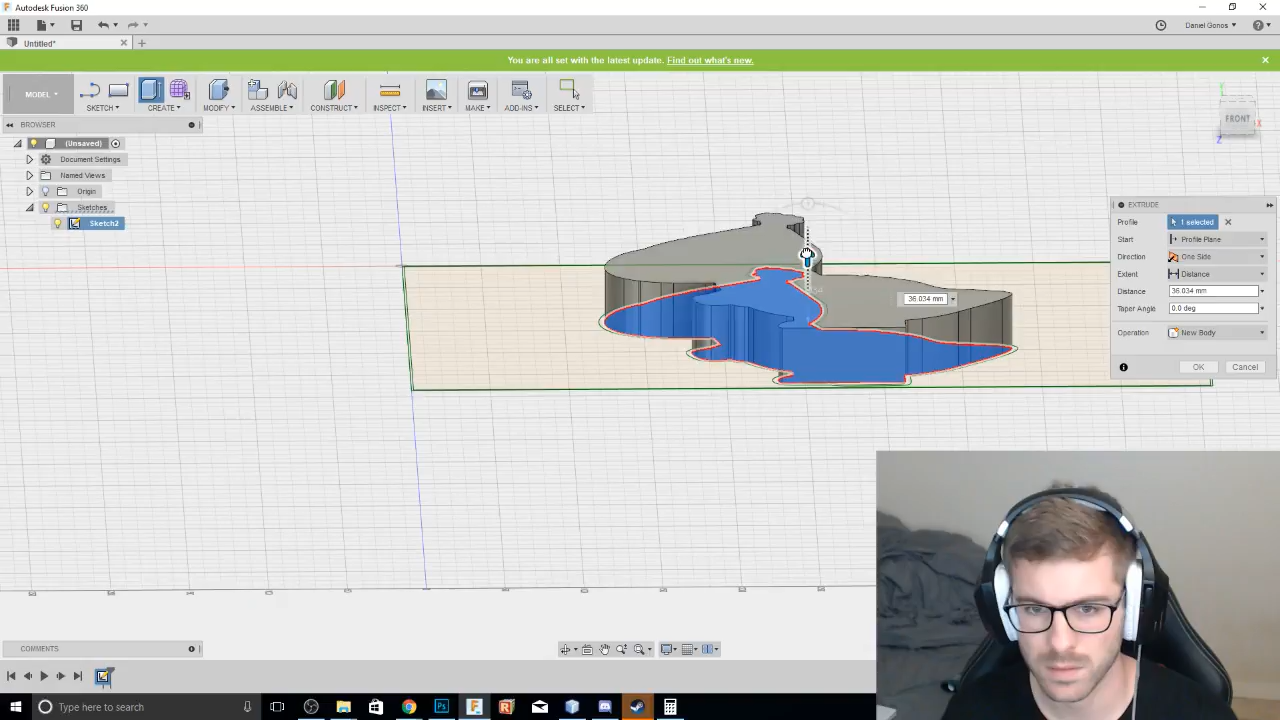 Autodesk Fusion 360
Daniel Gonos
Untitled*
You are all set with the latest update. Find out what's new.
MODEL
SKETCH
CREATE
MODIFY
ASSEMBLE
CONSTRUCT
INSPECT
INSERT
MAKE
ADD-INS
SELECT
BROWSER
(Unsaved)
Document Settings
Named Views
Origin
Sketches
Sketch2
FRONT
EXTRUDE
Profile
1 selected
Start
Profile Plane
Direction
One Side
Extent
Distance
Distance
36.034 mm
Taper Angle
0.0 deg
Operation
New Body
OK
Cancel
36.034 mm
COMMENTS
Type here to search